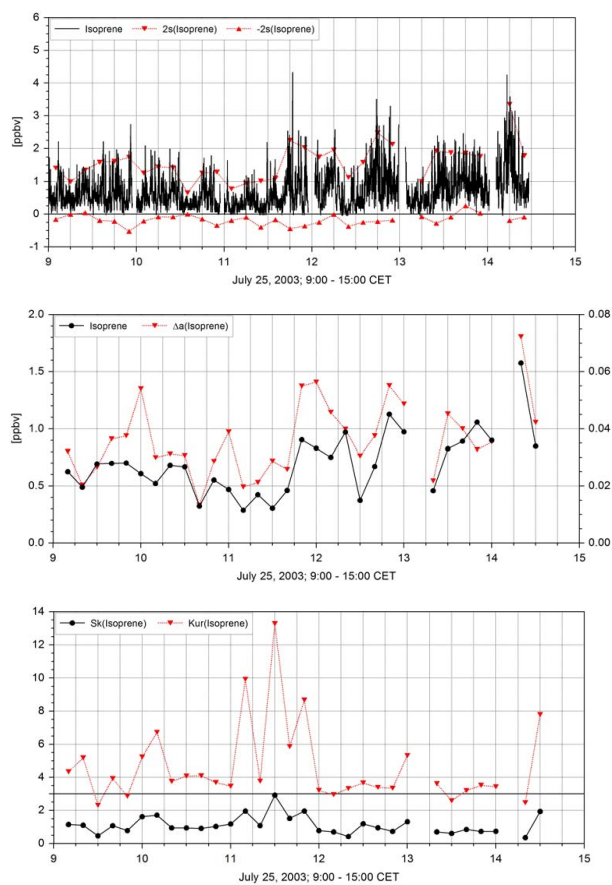 Isoprene 2s(Isoprene) -2s(Isoprene)
6
5
4
3
2
1
0
-1
[ppbv]
9 10 11 12 13 14 15
July 25, 2003; 9:00 - 15:00 CET
Isoprene Δa(Isoprene)
2.0 0.08
1.5 0.06
1.0 0.04
0.5 0.02
0.0 0.00
[ppbv]
9 10 11 12 13 14 15
July 25, 2003; 9:00 - 15:00 CET
Sk(Isoprene) Kur(Isoprene)
14
12
10
8
6
4
2
0
9 10 11 12 13 14 15
July 25, 2003; 9:00 - 15:00 CET